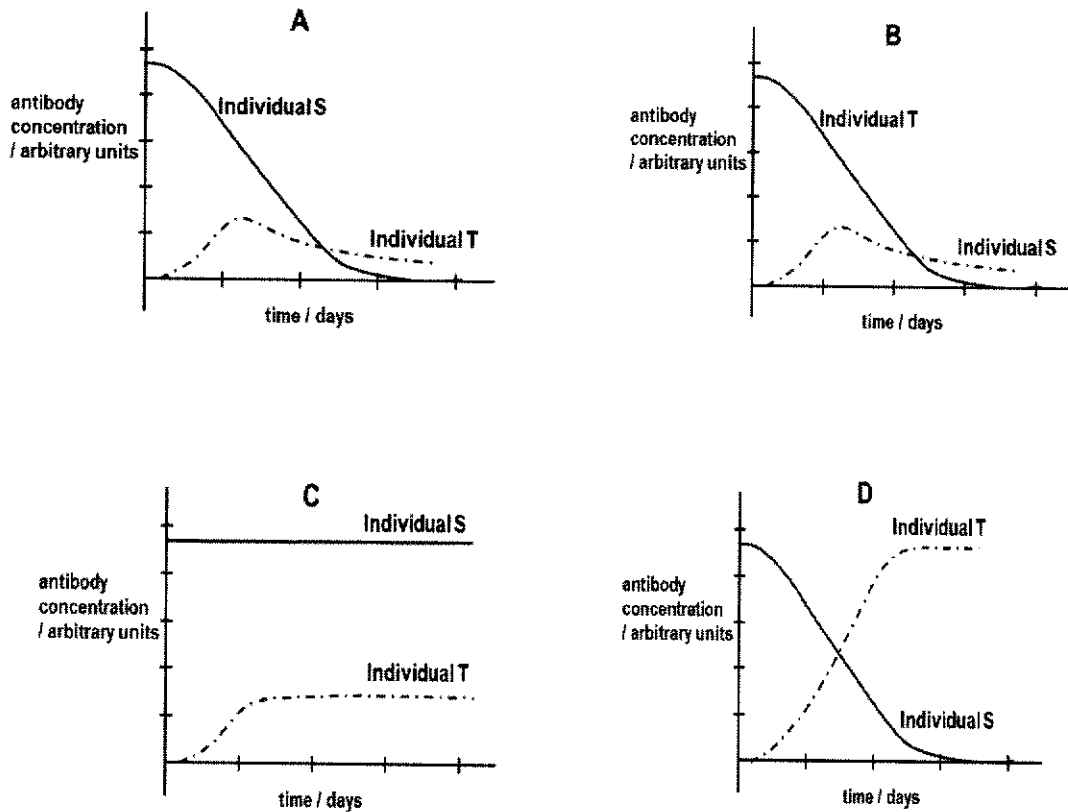 A
antibody
concentration
/ arbitrary units
Individual S
Individual T
time / days
B
antibody
concentration
/ arbitrary units
Individual T
Individual S
time / days
C
antibody
concentration
/ arbitrary units
Individual S
Individual T
time / days
D
antibody
concentration
/ arbitrary units
Individual T
Individual S
time / days